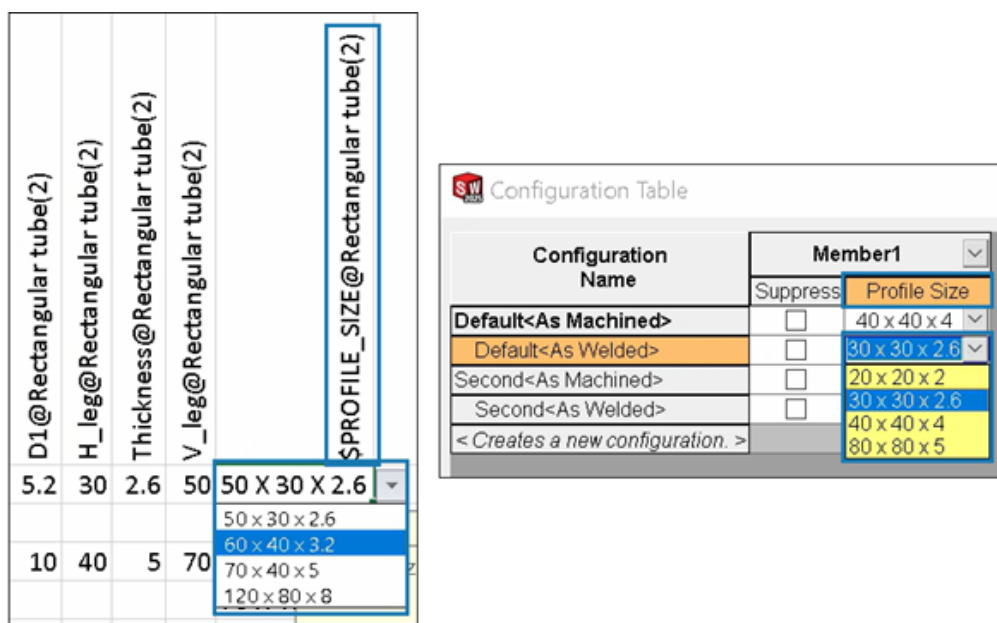 D1@Rectangular tube(2)
H_leg@Rectangular tube(2)
Thickness@Rectangular tube(2)
V_leg@Rectangular tube(2)
$PROFILE_SIZE@Rectangular tube(2)
5.2 30 2.6 50 50 X 30 X 2.6
50 x 30 x 2.6
60 x 40 x 3.2
10 40 5 70
70 x 40 x 5
120 x 80 x 8
SW
2025
Configuration Table
Configuration Name
Member1
Suppress Profile Size
Default<As Machined> 40 x 40 x 4
Default<As Welded> 30 x 30 x 2.6
Second<As Machined> 20 x 20 x 2
30 x 30 x 2.6
Second<As Welded>
40 x 40 x 4
< Creates a new configuration. > 80 x 80 x 5